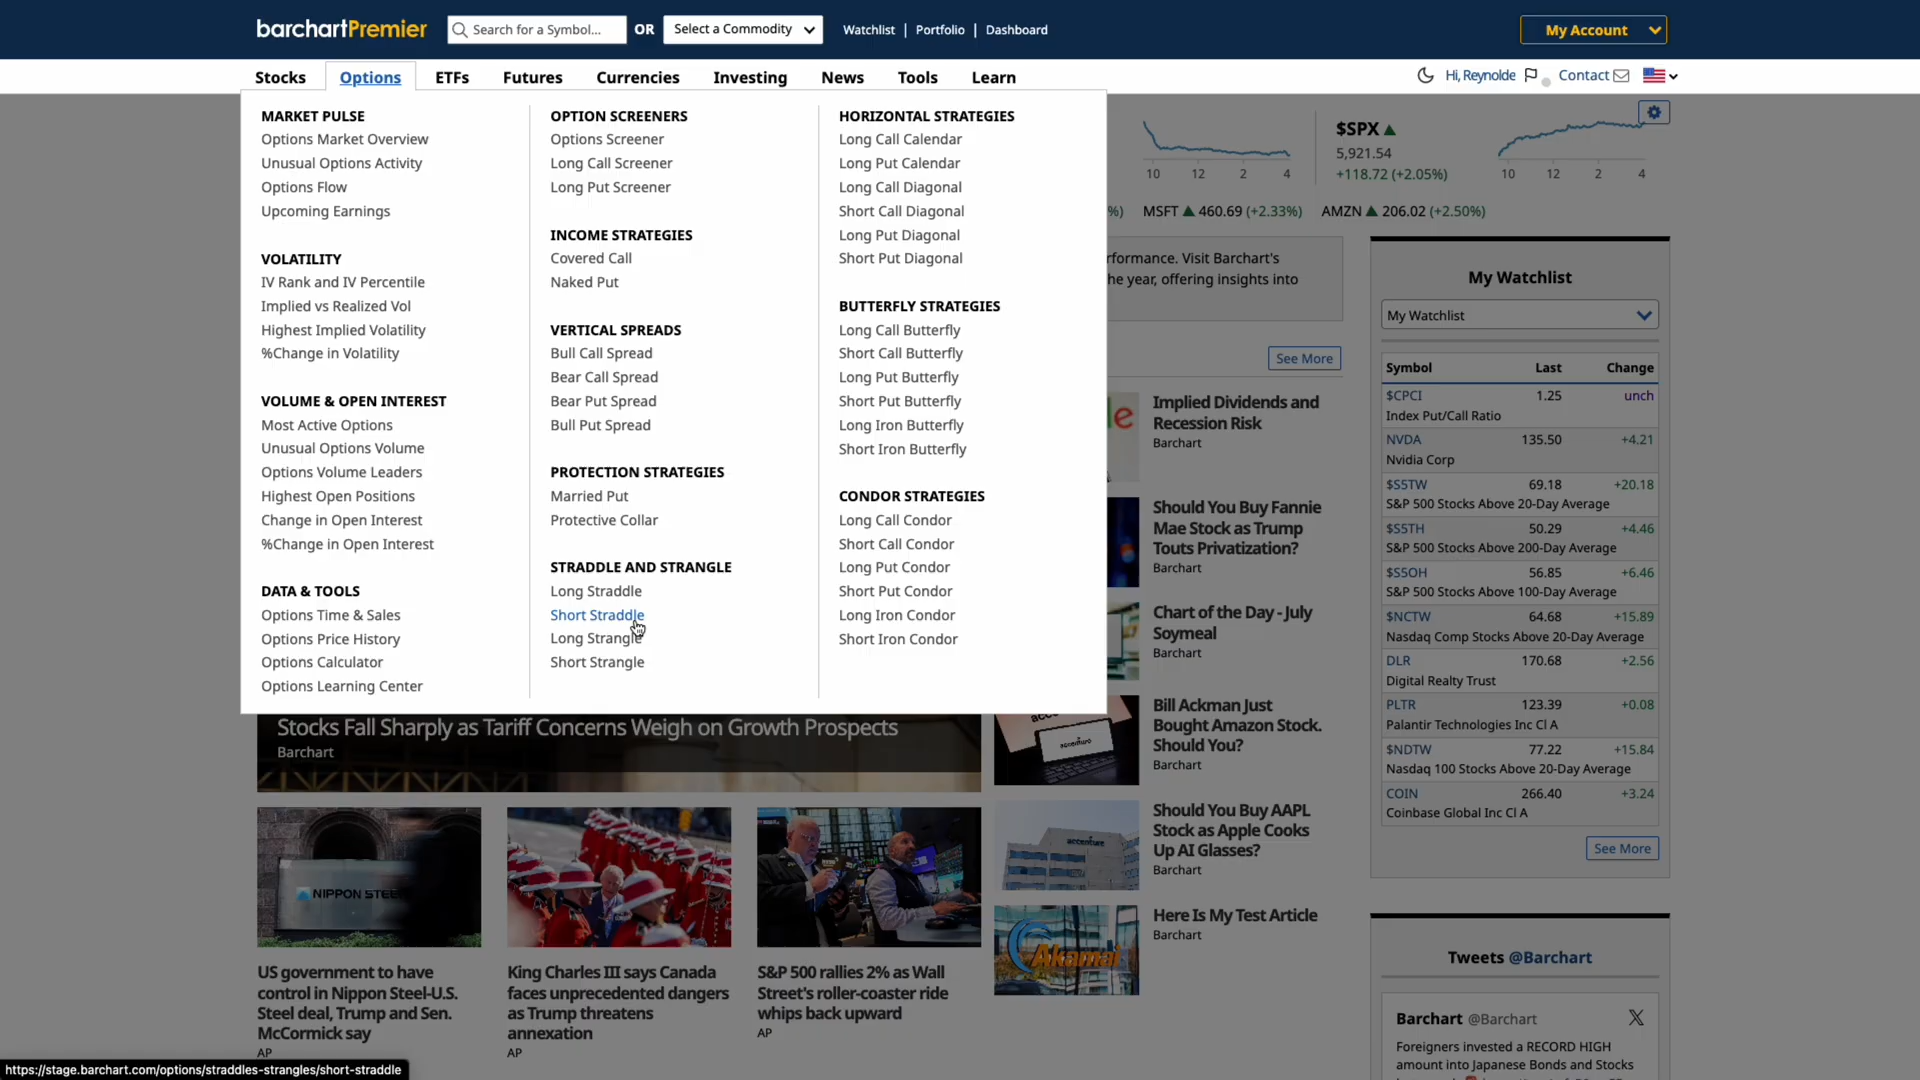 barchartPremier
Search for a Symbol...
OR
Select a Commodity
Watchlist | Portfolio | Dashboard
My Account
Stocks
Options
ETFs
Futures
Currencies
Investing
News
Tools
Learn
Hi, Reynolde
Contact
MARKET PULSE
Options Market Overview
Unusual Options Activity
Options Flow
Upcoming Earnings
VOLATILITY
IV Rank and IV Percentile
Implied vs Realized Vol
Highest Implied Volatility
%Change in Volatility
VOLUME & OPEN INTEREST
Most Active Options
Unusual Options Volume
Options Volume Leaders
Highest Open Positions
Change in Open Interest
%Change in Open Interest
DATA & TOOLS
Options Time & Sales
Options Price History
Options Calculator
Options Learning Center
OPTION SCREENERS
Options Screener
Long Call Screener
Long Put Screener
INCOME STRATEGIES
Covered Call
Naked Put
VERTICAL SPREADS
Bull Call Spread
Bear Call Spread
Bear Put Spread
Bull Put Spread
PROTECTION STRATEGIES
Married Put
Protective Collar
STRADDLE AND STRANGLE
Long Straddle
Short Straddle
Long Strangle
Short Strangle
HORIZONTAL STRATEGIES
Long Call Calendar
Long Put Calendar
Long Call Diagonal
Short Call Diagonal
Long Put Diagonal
Short Put Diagonal
BUTTERFLY STRATEGIES
Long Call Butterfly
Short Call Butterfly
Long Put Butterfly
Short Put Butterfly
Long Iron Butterfly
Short Iron Butterfly
CONDOR STRATEGIES
Long Call Condor
Short Call Condor
Long Put Condor
Short Put Condor
Long Iron Condor
Short Iron Condor
10 12 2 4
$SPX
5,921.54
+118.72 (+2.05%)
10 12 2 4
%) MSFT 460.69 (+2.33%) AMZN 206.02 (+2.50%)
rformance. Visit Barchart's
he year, offering insights into
See More
Implied Dividends and
Recession Risk
Barchart
Should You Buy Fannie
Mae Stock as Trump
Touts Privatization?
Barchart
Chart of the Day - July
Soymeal
Barchart
Bill Ackman Just
Bought Amazon Stock.
Should You?
Barchart
accenture
Should You Buy AAPL
Stock as Apple Cooks
Up AI Glasses?
Barchart
accenture
Here Is My Test Article
Barchart
Akamai
Stocks Fall Sharply as Tariff Concerns Weigh on Growth Prospects
Barchart
NIPPON STEE
US government to have
control in Nippon Steel-U.S.
Steel deal, Trump and Sen.
McCormick say
AP
King Charles III says Canada
faces unprecedented dangers
as Trump threatens
annexation
AP
S&P 500 rallies 2% as Wall
Street's roller-coaster ride
whips back upward
AP
My Watchlist
My Watchlist
Symbol Last Change
$CPCI 1.25 unch
Index Put/Call Ratio
NVDA 135.50 +4.21
Nvidia Corp
$S5TW 69.18 +20.18
S&P 500 Stocks Above 20-Day Average
$S5TH 50.29 +4.46
S&P 500 Stocks Above 200-Day Average
$S5OH 56.85 +6.46
S&P 500 Stocks Above 100-Day Average
$NCTW 64.68 +15.89
Nasdaq Comp Stocks Above 20-Day Average
DLR 170.68 +2.56
Digital Realty Trust
PLTR 123.39 +0.08
Palantir Technologies Inc Cl A
$NDTW 77.22 +15.84
Nasdaq 100 Stocks Above 20-Day Average
COIN 266.40 +3.24
Coinbase Global Inc Cl A
See More
Tweets @Barchart
Barchart @Barchart
Foreigners invested a RECORD HIGH
amount into Japanese Bonds and Stocks
https://stage.barchart.com/options/straddles-strangles/short-straddle